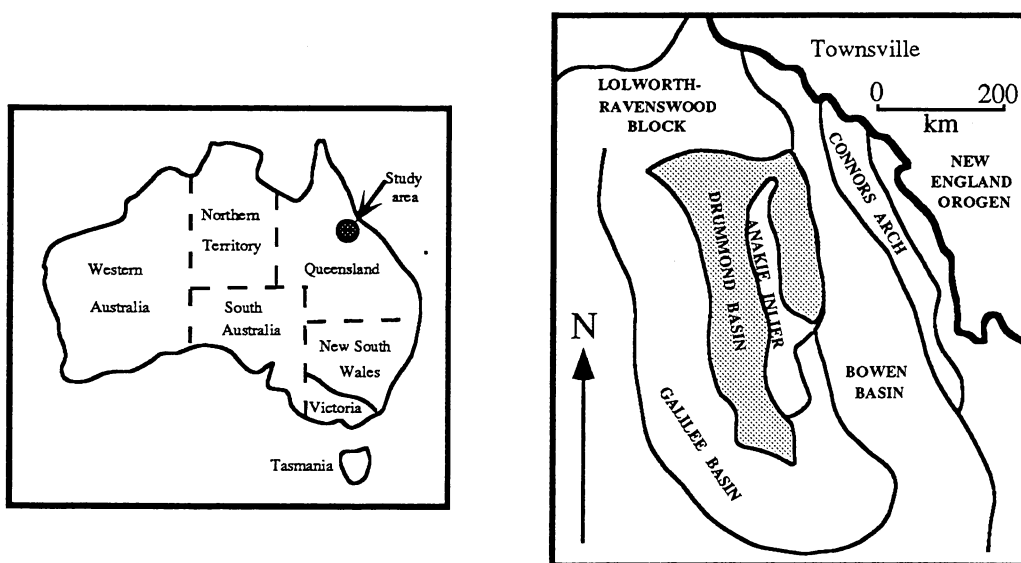 Study
area
Northern
Territory
Western
Australia
Queensland
South
Australia
New South
Wales
Victoria
Tasmania
Townsville
0 200
km
LOLWORTH-
RAVENSWOOD
BLOCK
CONNORS ARCH
NEW
ENGLAND
OROGEN
DRUMMOND BASIN
ANAKIE INLIER
N
BOWEN
BASIN
GALILEE BASIN